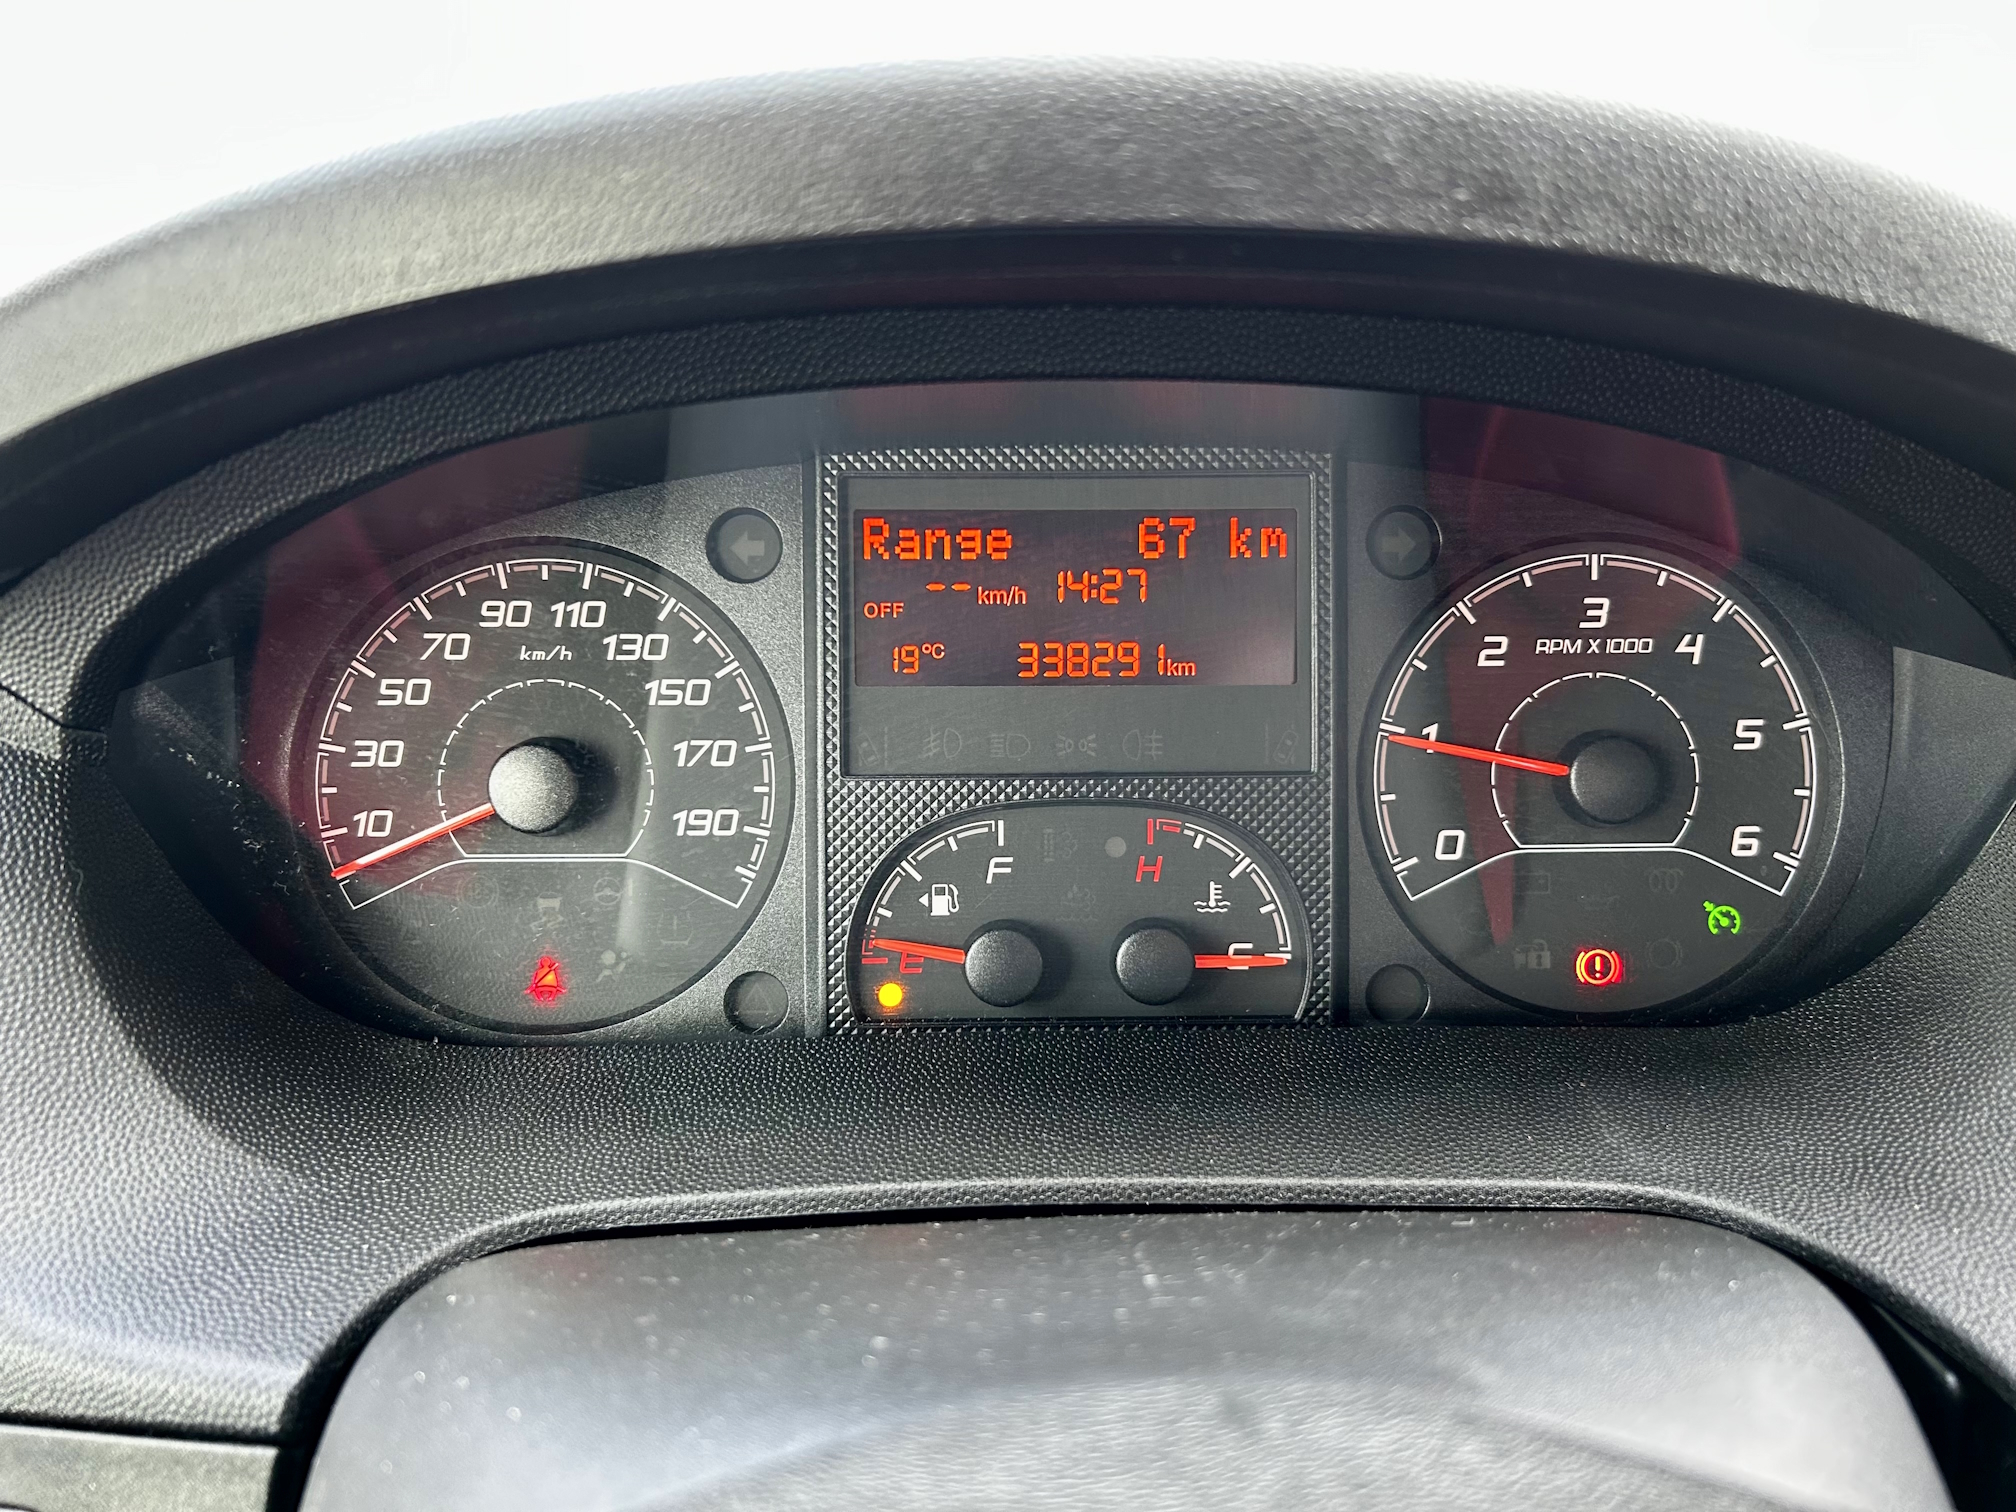 Range 67 km
-- km/h 14:27
OFF
19°C 338291 km
10 30 50 70 90 110 130 150 170 190
km/h
F
E
H
C
0 1 2 3 4 5 6
RPM X 1000